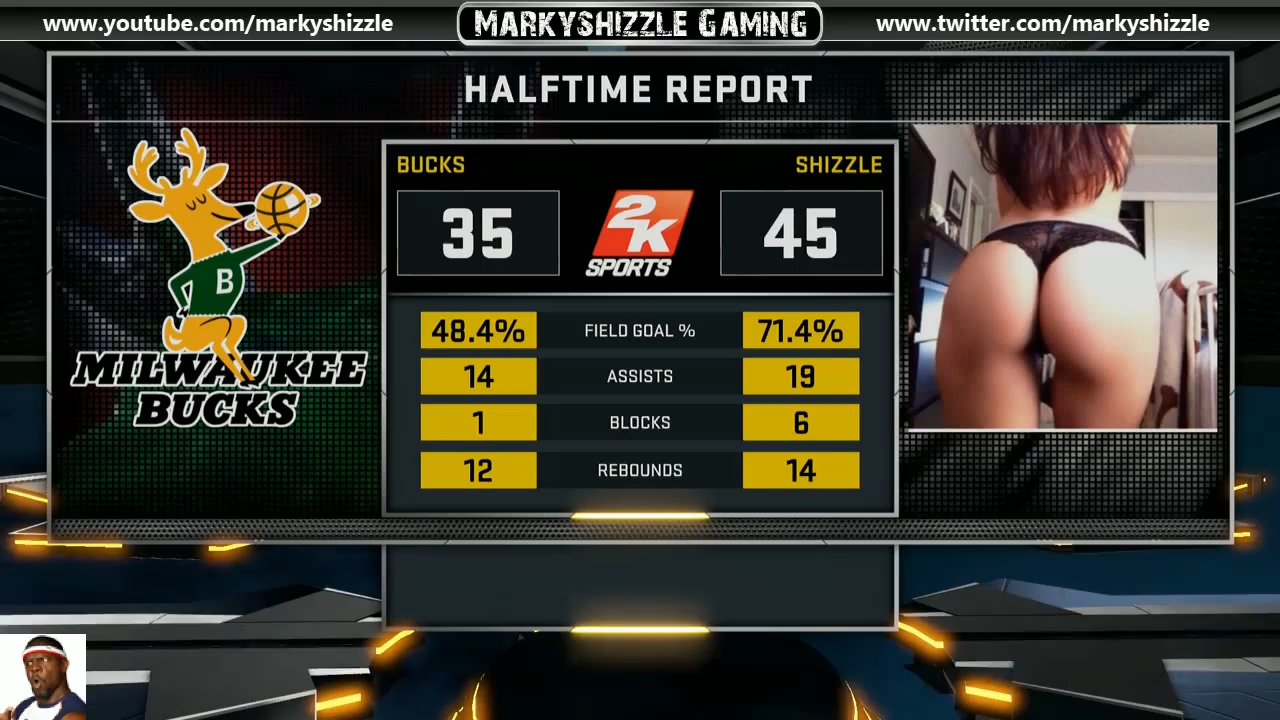 www.youtube.com/markyshizzle
MARKYSHIZZLE GAMING
www.twitter.com/markyshizzle
HALFTIME REPORT
BUCKS
SHIZZLE
35
2K
SPORTS
45
48.4% FIELD GOAL % 71.4%
14 ASSISTS 19
1 BLOCKS 6
12 REBOUNDS 14
B
MILWAUKEE
BUCKS